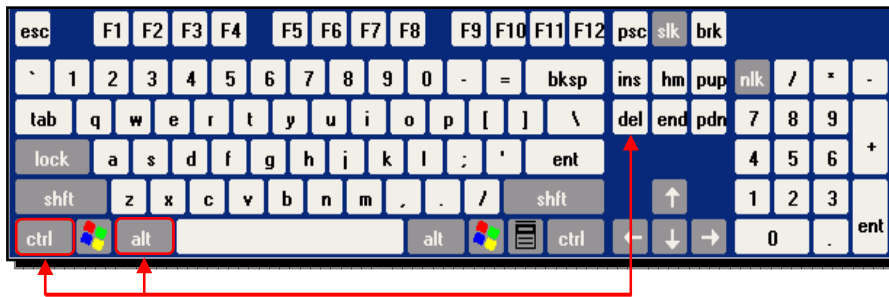 esc F1 F2 F3 F4 F5 F6 F7 F8 F9 F10 F11 F12 psc slk brk
` 1 2 3 4 5 6 7 8 9 0 - = bksp ins hm pup nlk / * -
tab q w e r t y u i o p [ ] \ del end pdn 7 8 9
lock a s d f g h j k l ; ' ent 4 5 6 +
shft z x c v b n m , . / shft ↑ 1 2 3
ctrl alt alt ctrl ← ↓ → 0 . ent